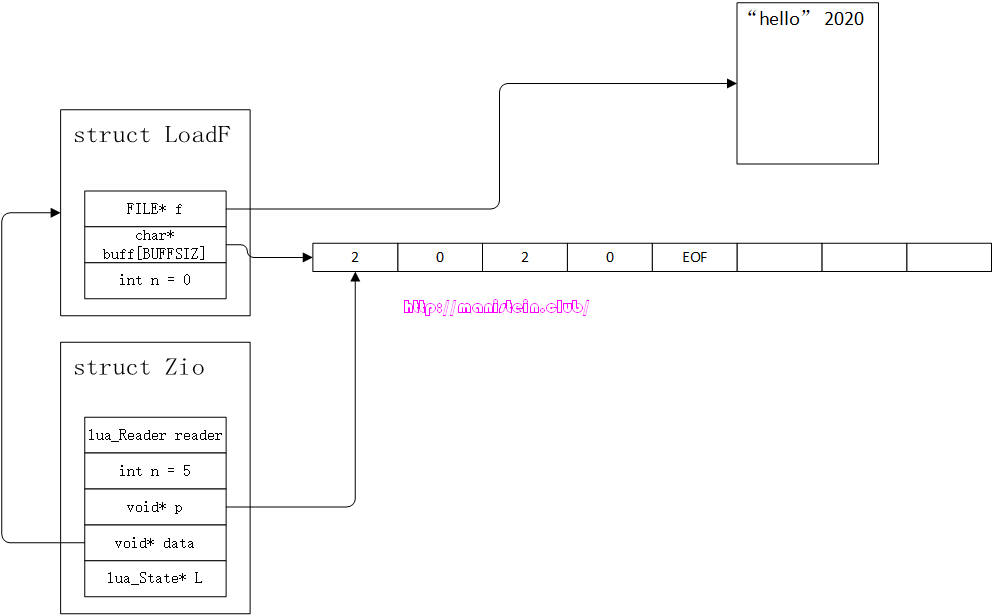 “hello” 2020
struct LoadF
FILE* f
char*
buff[BUFFSIZ]
int n = 0
2 0 2 0 EOF
http://manistein.club/
struct Zio
lua_Reader reader
int n = 5
void* p
void* data
lua_State* L